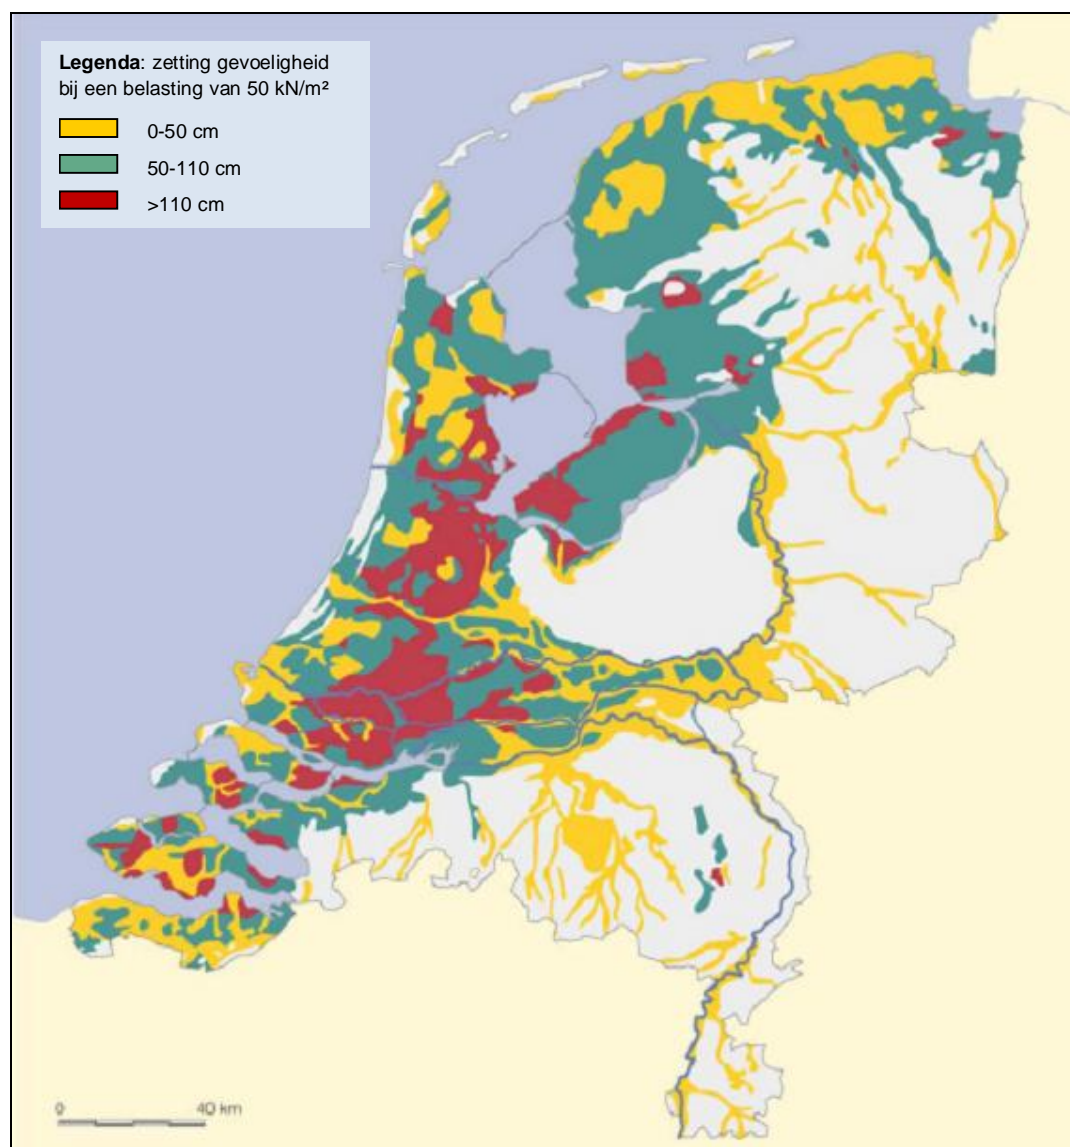 Legenda: zetting gevoeligheid
bij een belasting van 50 kN/m²
0-50 cm
50-110 cm
>110 cm
0 40 km